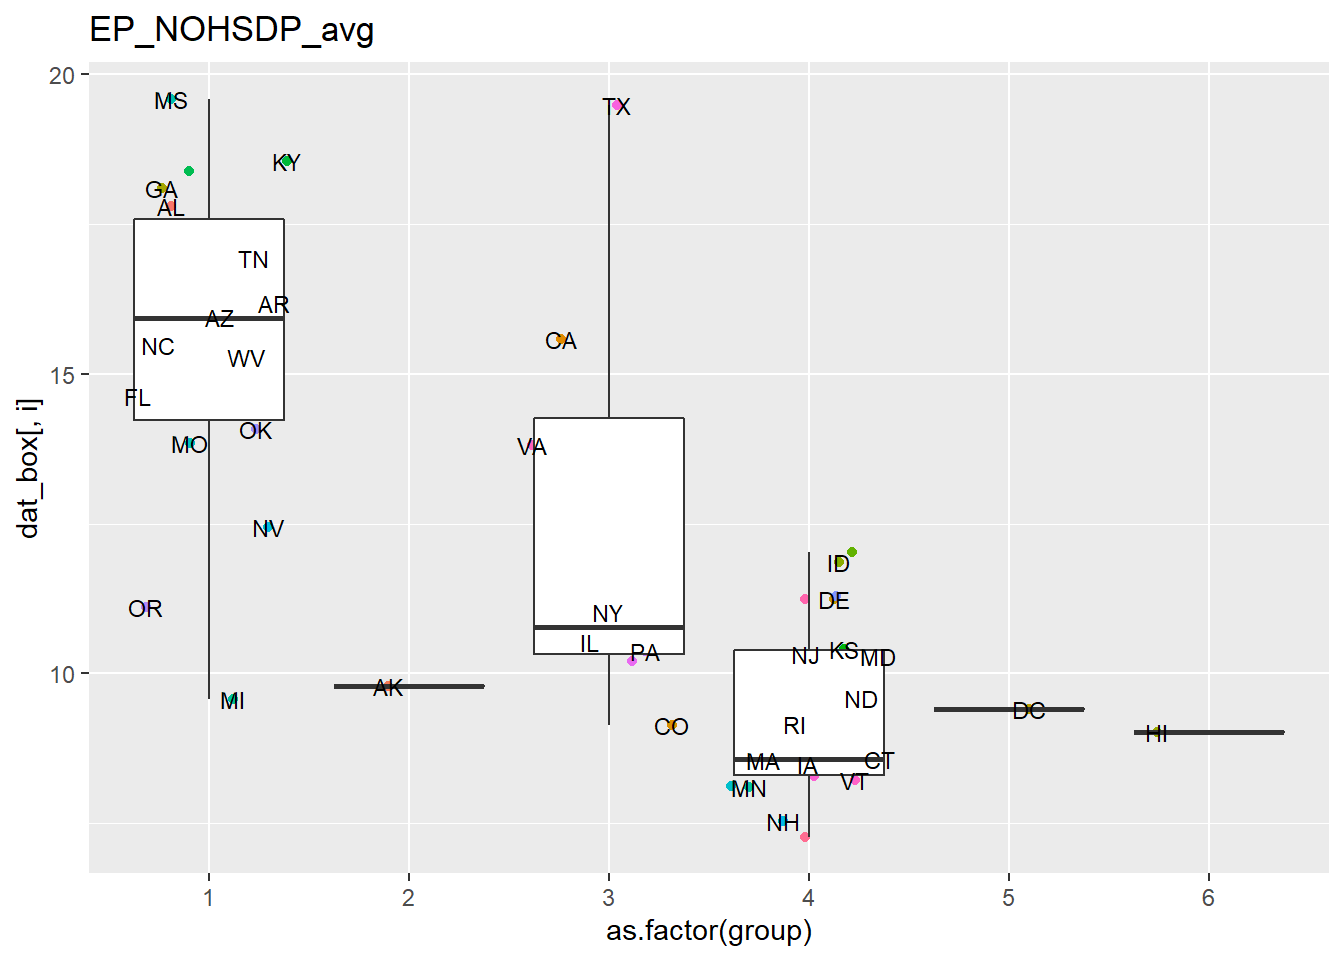 EP_NOHSDP_avg
20
MS
TX
KY
GA
AL
TN
AR
AZ
CA
NC
WV
15
FL
OK
MO
VA
NV
ID
OR
DE
NY
IL
PA
NJ
KS
MD
10
AK
MI
ND
DC
CO
RI
HI
MA
IA
CT
MN
VT
NH
dat_box[, i]
1 2 3 4 5 6
as.factor(group)